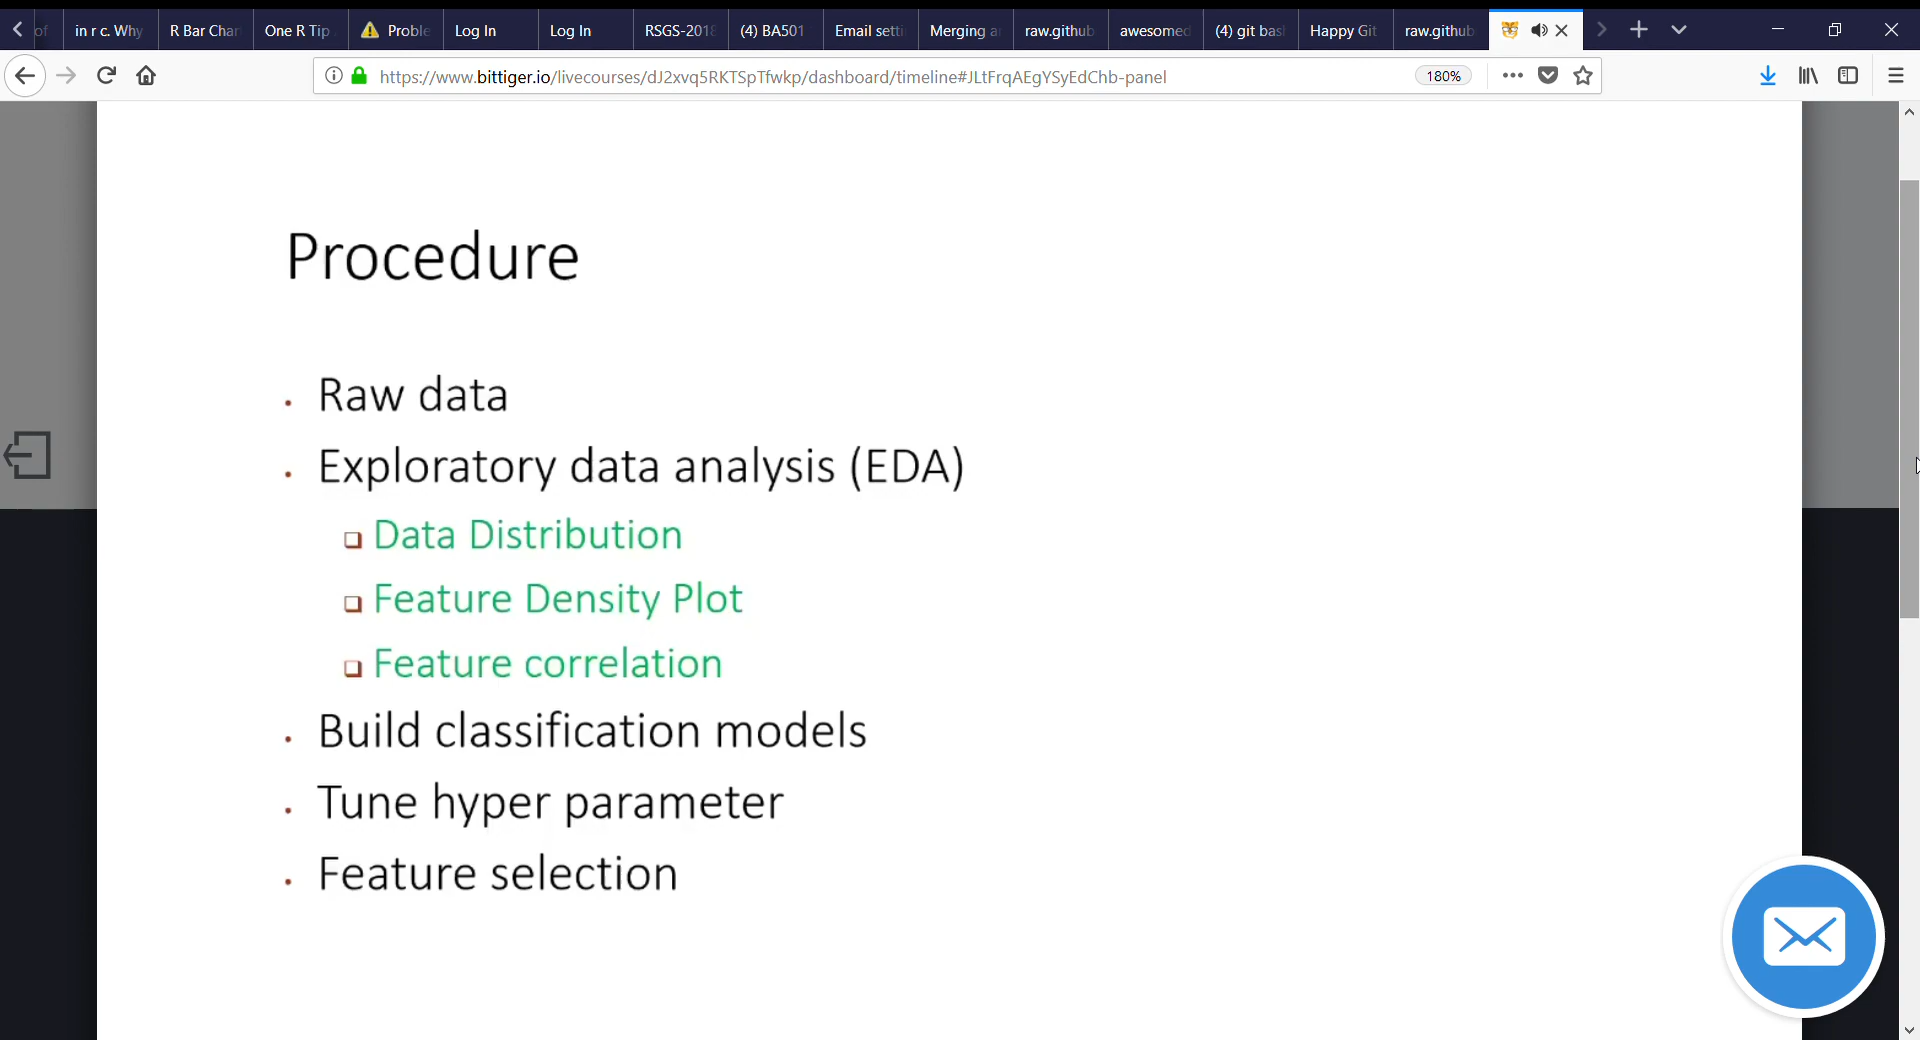 of
in r c. Why
R Bar Char
One R Tip
Proble
Log In
Log In
RSGS-2018
(4) BA501
Email setti
Merging a
raw.github
awesomed
(4) git bas
Happy Git
raw.github
https://www.bittiger.io/livecourses/dJ2xvq5RKTSpTfwkp/dashboard/timeline#JLtFrqAEgYSyEdChb-panel
180%
Procedure
• Raw data
• Exploratory data analysis (EDA)
❑ Data Distribution
❑ Feature Density Plot
❑ Feature correlation
• Build classification models
• Tune hyper parameter
• Feature selection